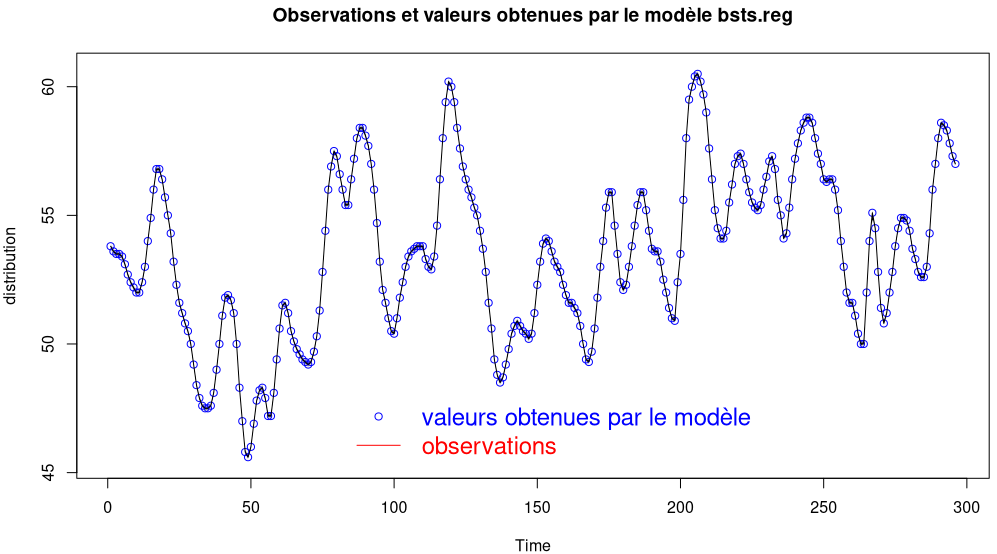 Observations et valeurs obtenues par le modèle bsts.reg
distribution
60
55
50
45
valeurs obtenues par le modèle
observations
0 50 100 150 200 250 300
Time